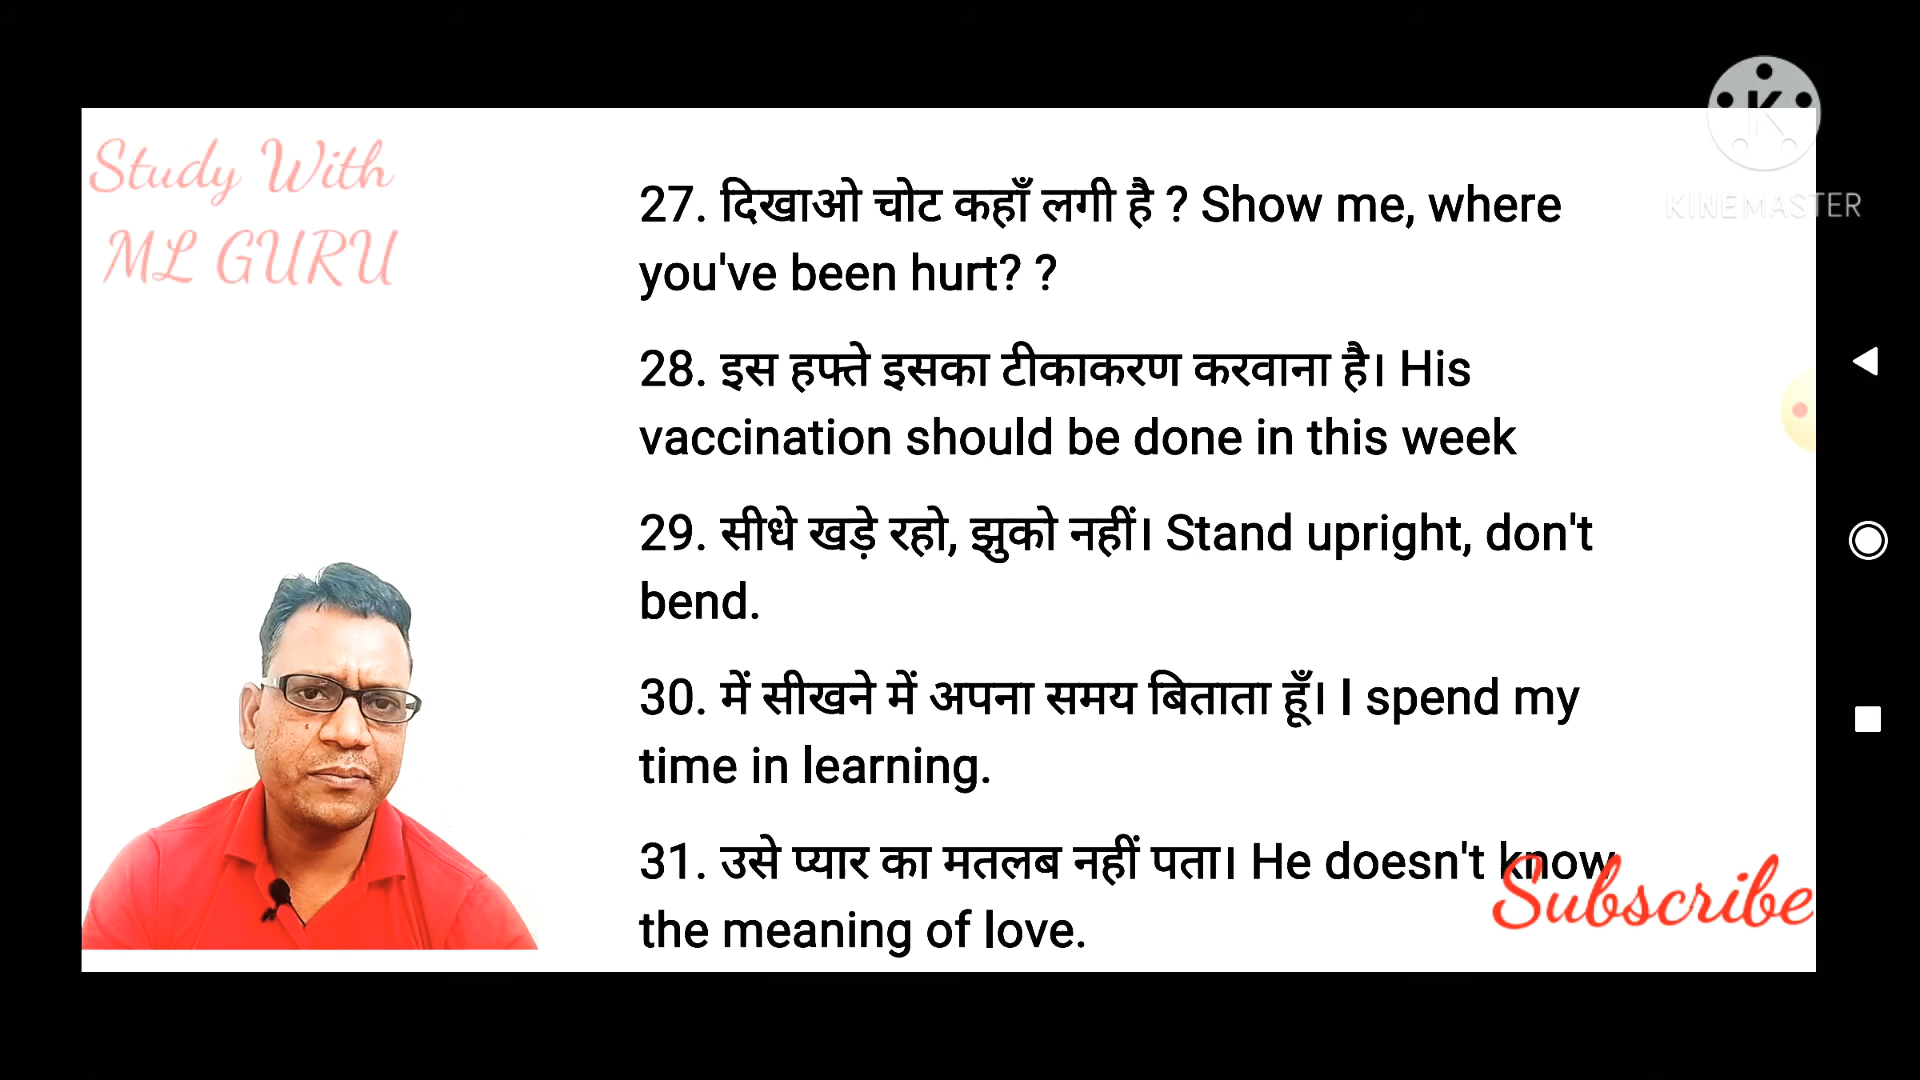 Study With
ML GURU
KINEMASTER
27. दिखाओ चोट कहाँ लगी है ? Show me, where
you've been hurt? ?
28. इस हफ्ते इसका टीकाकरण करवाना है। His
vaccination should be done in this week
29. सीधे खड़े रहो, झुको नहीं। Stand upright, don't
bend.
30. में सीखने में अपना समय बिताता हूँ। I spend my
time in learning.
31. उसे प्यार का मतलब नहीं पता। He doesn't know
the meaning of love.
Subscribe